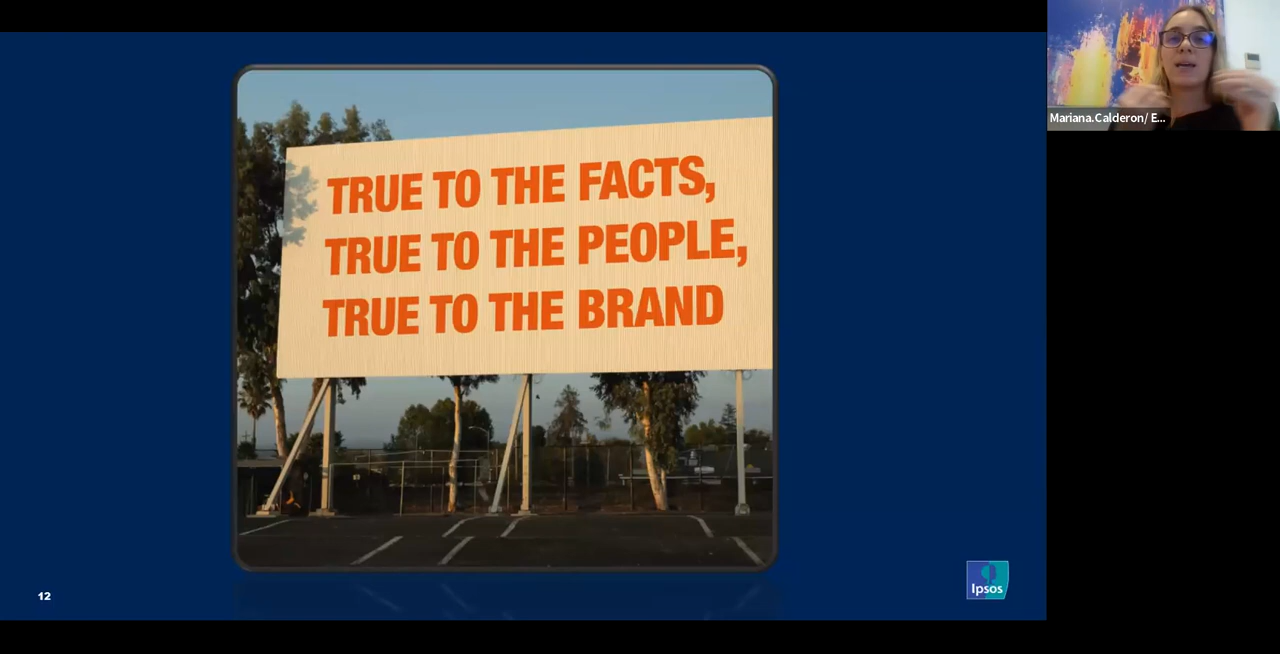 TRUE TO THE FACTS,
TRUE TO THE PEOPLE,
TRUE TO THE BRAND
12
Ipsos
Mariana.Calderon/ E...